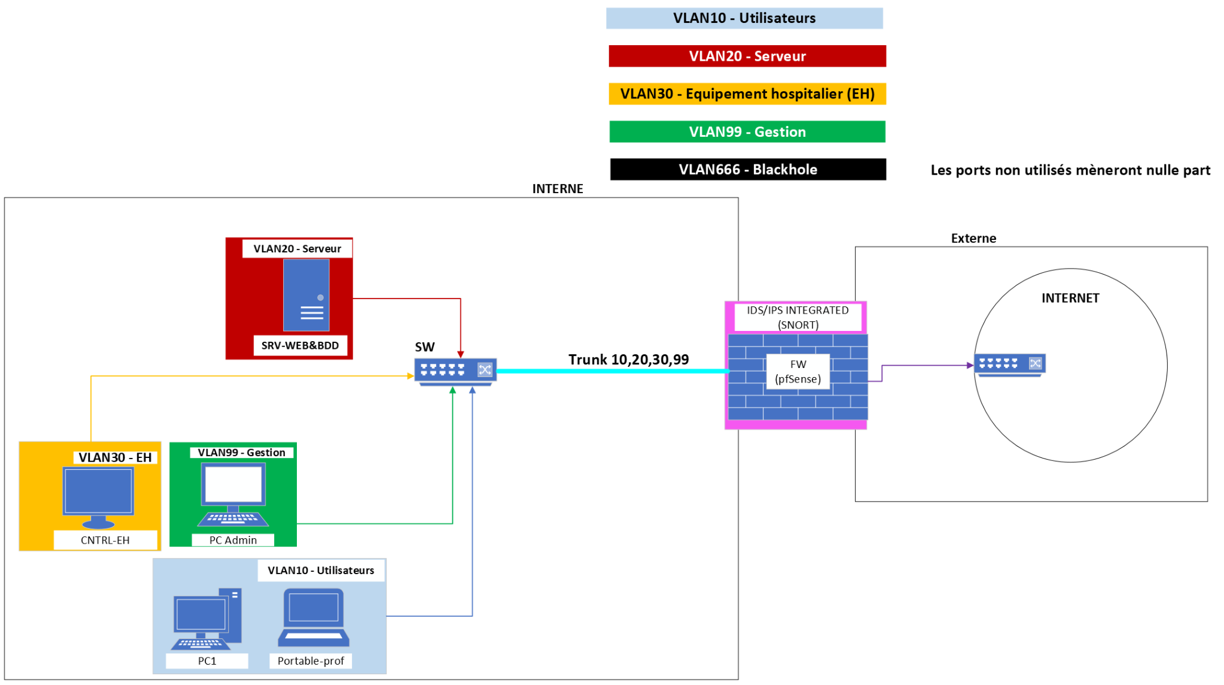 VLAN10 - Utilisateurs
VLAN20 - Serveur
VLAN30 - Equipement hospitalier (EH)
VLAN99 - Gestion
VLAN666 - Blackhole
Les ports non utilisés mèneront nulle part
INTERNE
Externe
VLAN20 - Serveur
SRV-WEB&BDD
SW
Trunk 10,20,30,99
IDS/IPS INTEGRATED
(SNORT)
FW
(pfSense)
INTERNET
VLAN30 - EH
CNTRL-EH
VLAN99 - Gestion
PC Admin
VLAN10 - Utilisateurs
PC1
Portable-prof